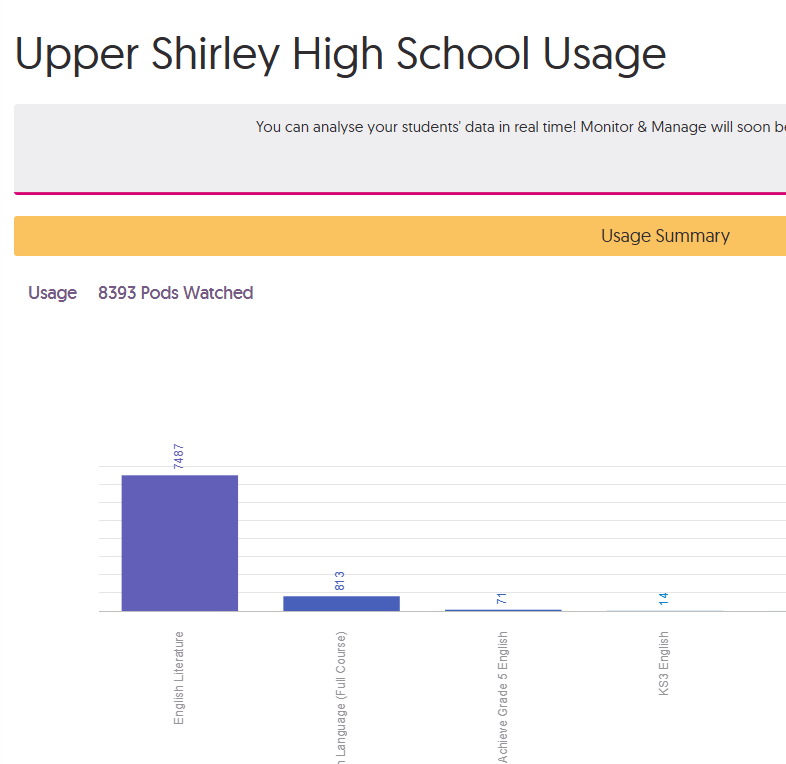 Upper Shirley High School Usage
You can analyse your students' data in real time! Monitor & Manage will soon
Usage Summary
Usage 8393 Pods Watched
7487
813
71
14
English Literature
Language (Full Course)
Achieve Grade 5 English
KS3 English